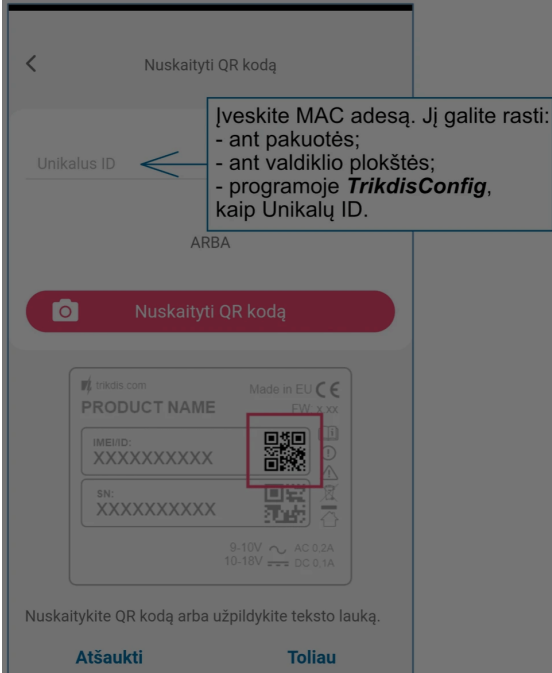 Nuskaityti QR kodą
Įveskite MAC adesą. Jį galite rasti:
- ant pakuotės;
- ant valdiklio plokštės;
- programoje TrikdisConfig,
kaip Unikalų ID.
Unikalus ID
ARBA
Nuskaityti QR kodą
trikdis.com
Made in EU CE
PRODUCT NAME
FW x.xx
IMEI/ID:
XXXXXXXXXX
SN:
XXXXXXXXXX
9-10V AC 0,2A
10-18V DC 0,1A
Nuskaitykite QR kodą arba užpildykite teksto lauką.
Atšaukti
Toliau